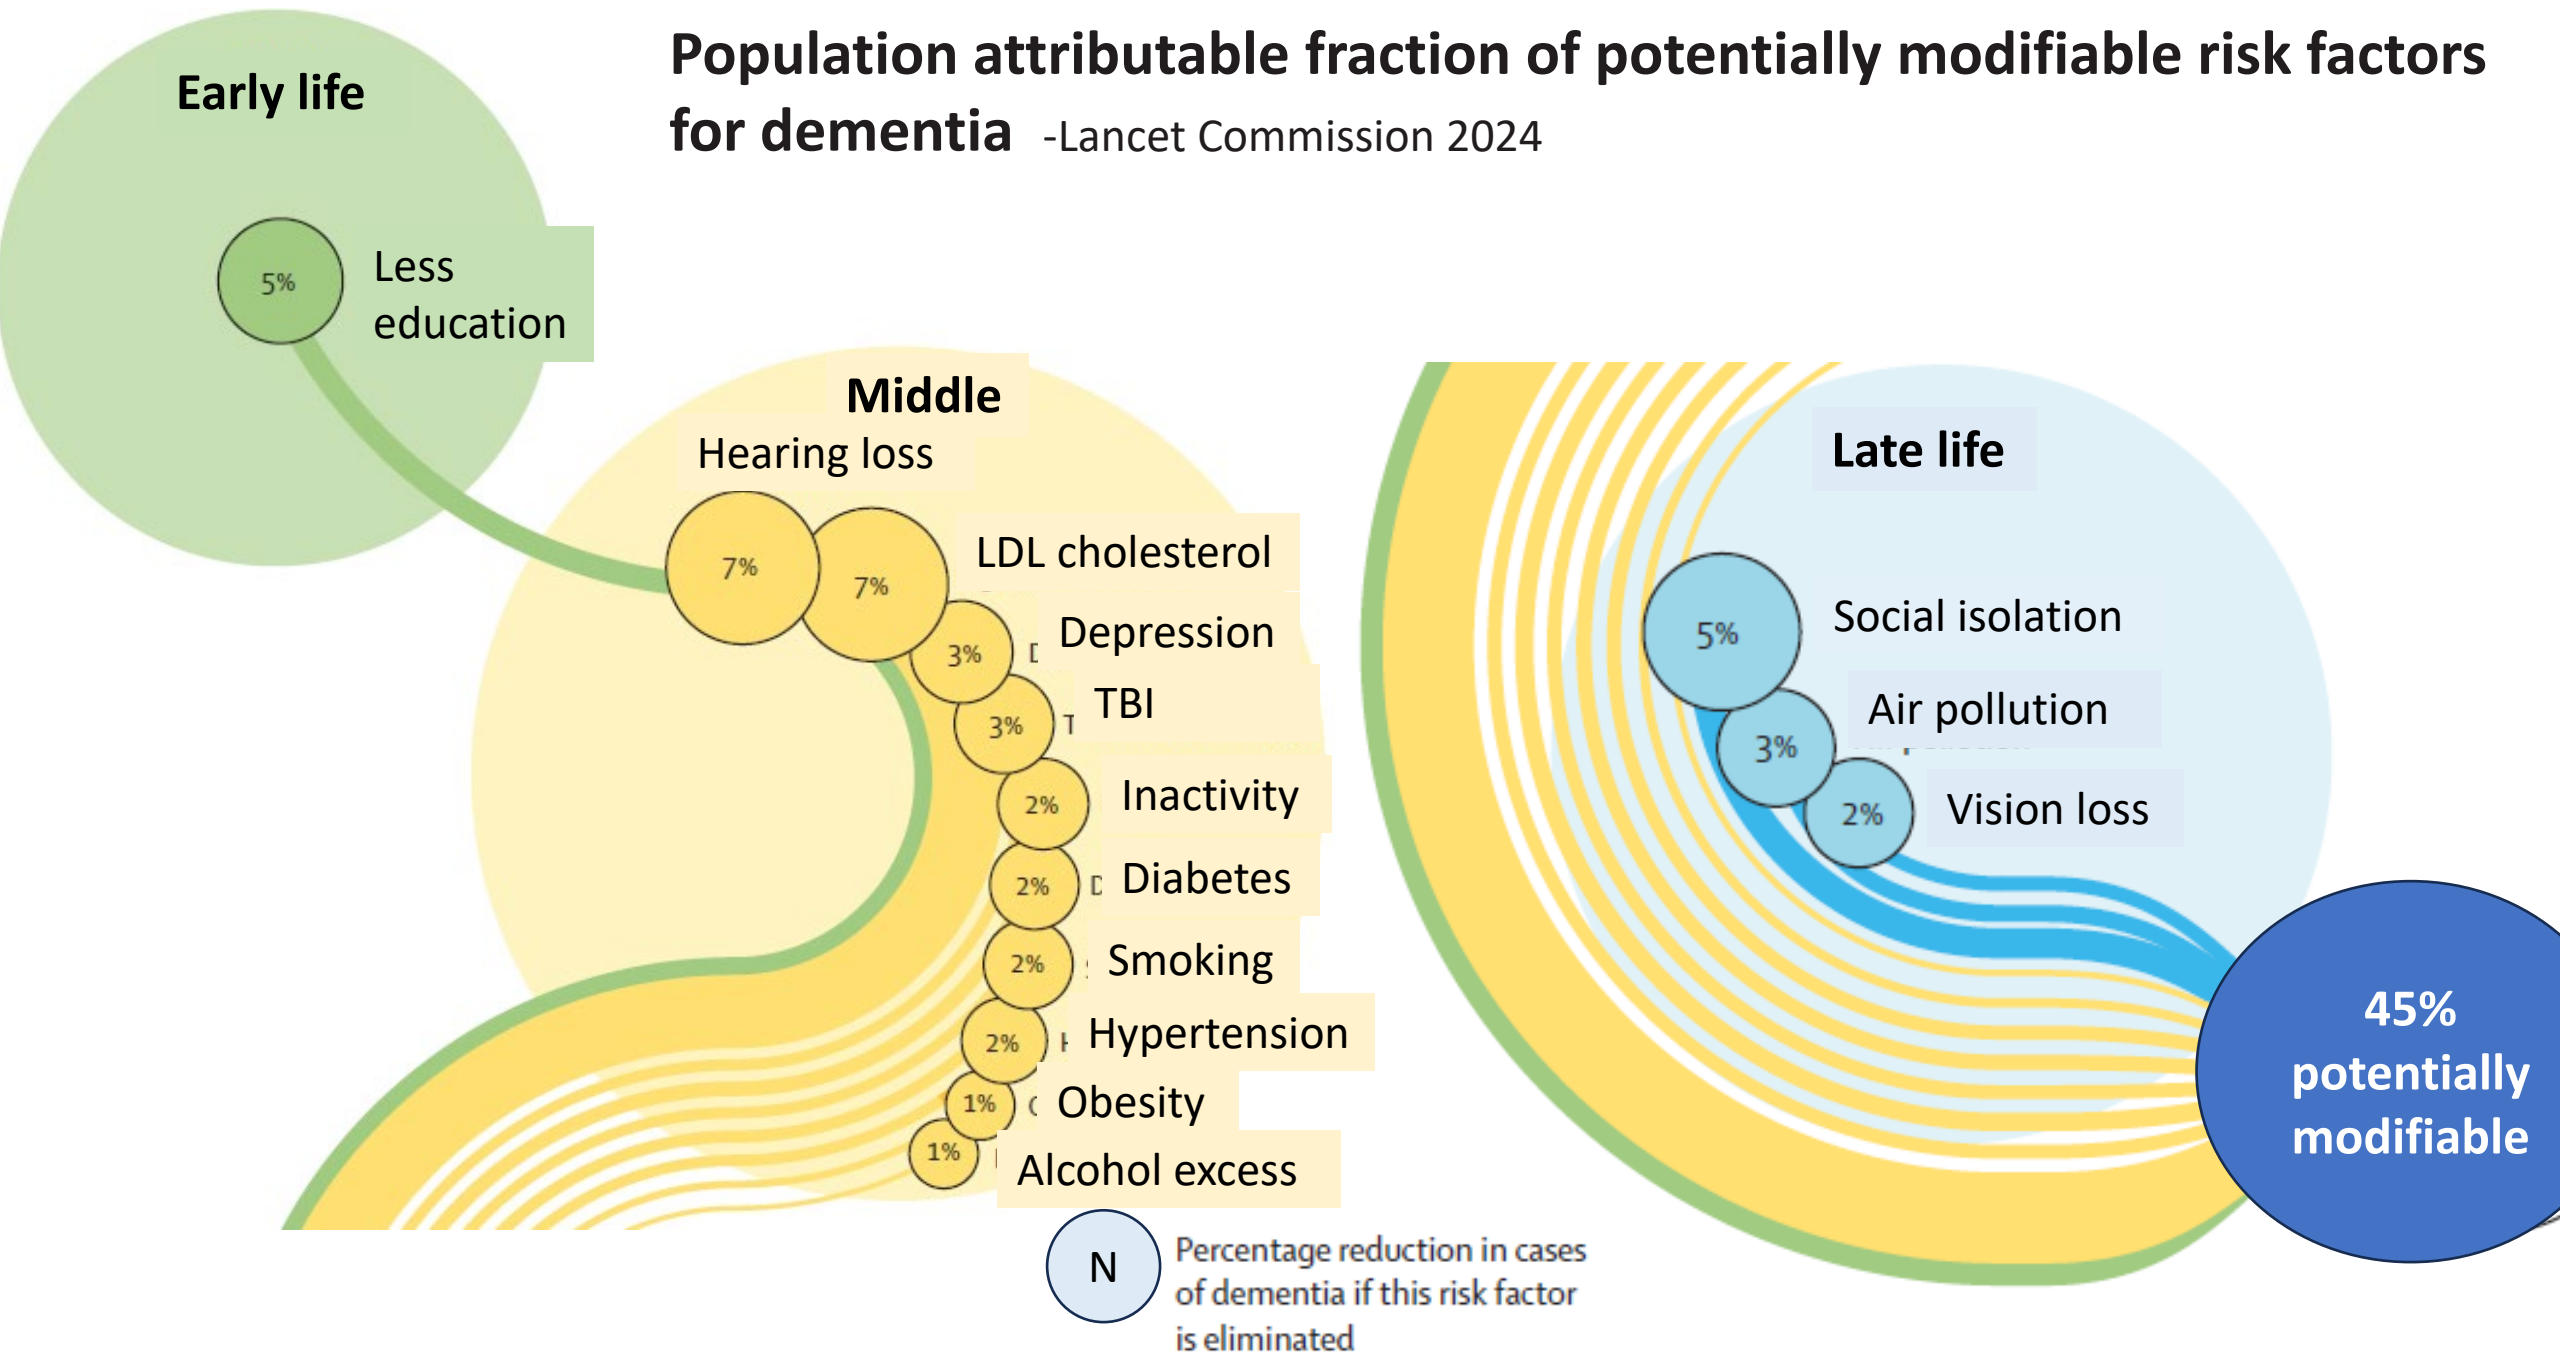 Population attributable fraction of potentially modifiable risk factors
for dementia -Lancet Commission 2024
Early life
5%
Less
education
Middle
Hearing loss
7%
7%
LDL cholesterol
3%
Depression
3%
TBI
2%
Inactivity
2%
Diabetes
2%
Smoking
2%
Hypertension
1%
Obesity
1%
Alcohol excess
Late life
5%
Social isolation
3%
Air pollution
2%
Vision loss
45%
potentially
modifiable
N
Percentage reduction in cases
of dementia if this risk factor
is eliminated